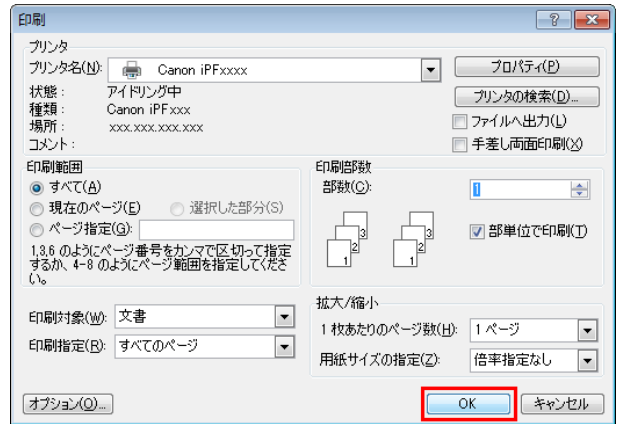 印刷
プリンタ
プリンタ名(N): Canon iPFxxxx プロパティ(P)
状態: アイドリング中 プリンタの検索(D)...
種類: Canon iPFxxx
場所: xxx.xxx.xxx.xxx ファイルへ出力(L)
コメント: 手差し両面印刷(X)
印刷範囲 印刷部数
すべて(A) 部数(C): 1
現在のページ(E) 選択した部分(S)
ページ指定(G): 部単位で印刷(T)
1 2 3 1 2 3
1,3,6 のようにページ番号をカンマで区切って指定
するか、4-8 のようにページ範囲を指定してくださ
い。
拡大/縮小
印刷対象(W): 文書 1 枚あたりのページ数(H): 1 ページ
印刷指定(R): すべてのページ 用紙サイズの指定(Z): 倍率指定なし
オプション(O)... OK キャンセル